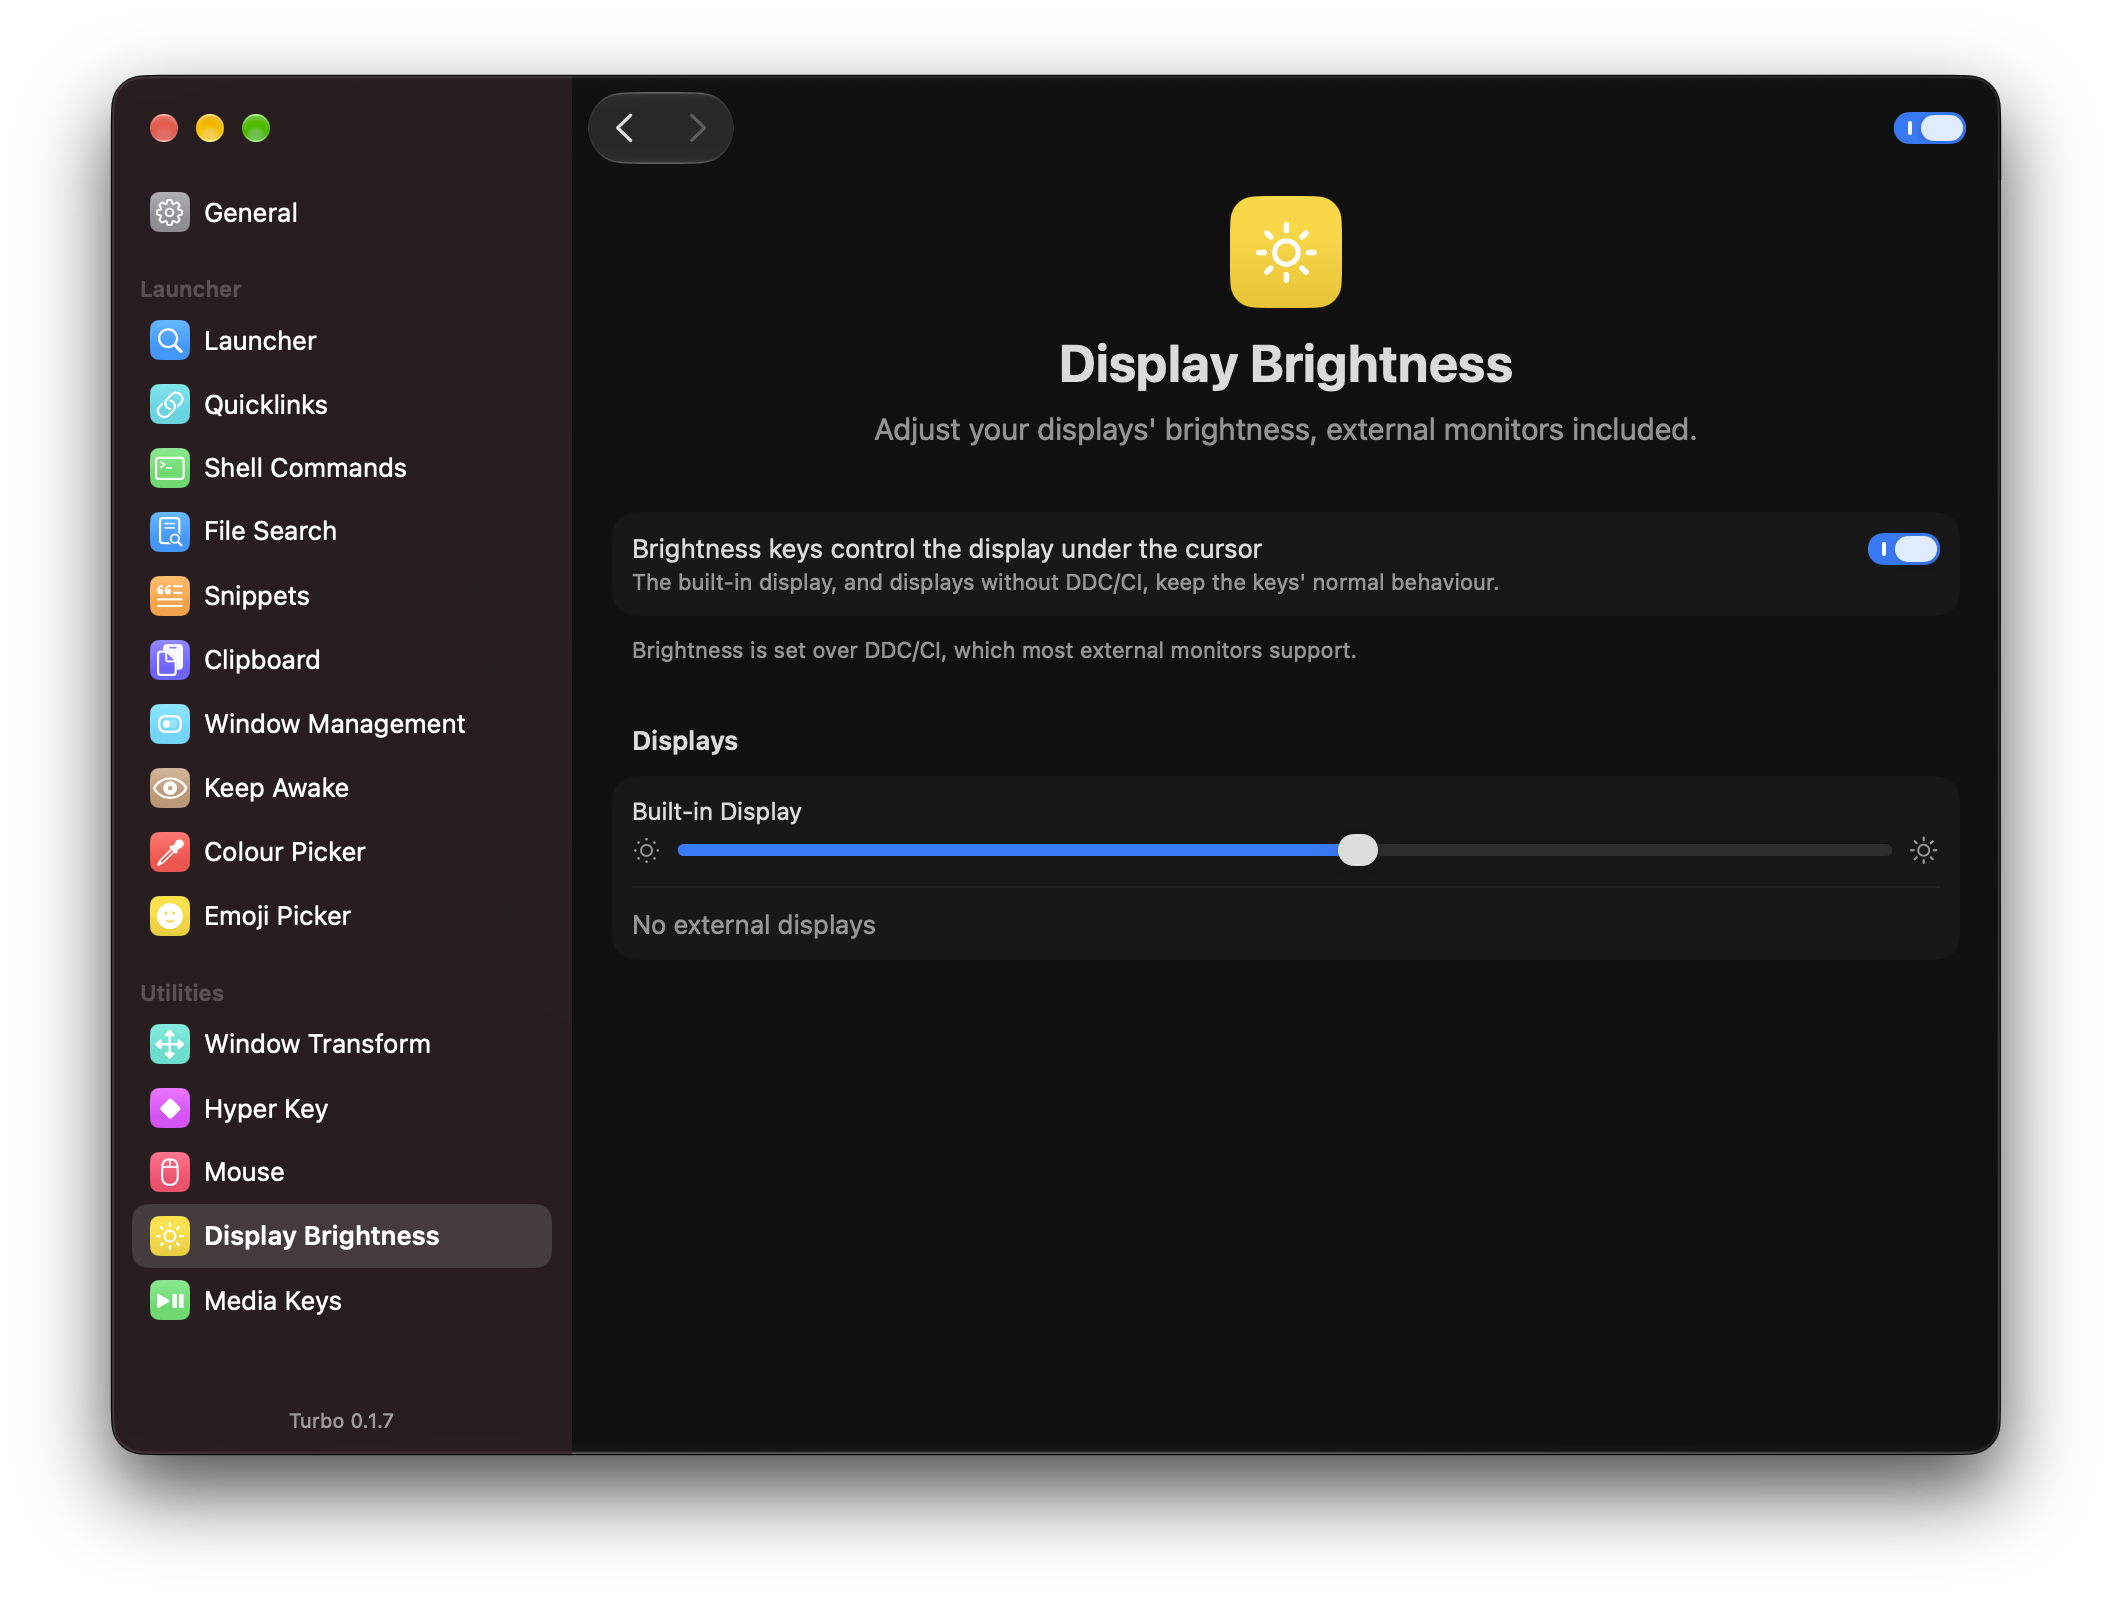 General
Launcher
Launcher
Quicklinks
Shell Commands
File Search
Snippets
Clipboard
Window Management
Keep Awake
Colour Picker
Emoji Picker
Utilities
Window Transform
Hyper Key
Mouse
Display Brightness
Media Keys
Turbo 0.1.7
Display Brightness
Adjust your displays' brightness, external monitors included.
Brightness keys control the display under the cursor
The built-in display, and displays without DDC/CI, keep the keys' normal behaviour.
Brightness is set over DDC/CI, which most external monitors support.
Displays
Built-in Display
No external displays